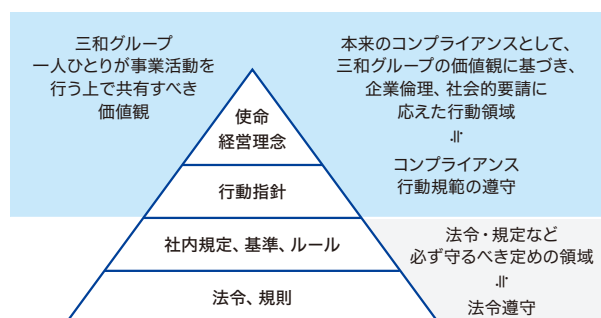 三和グループ
一人ひとりが事業活動を
行う上で共有すべき
価値観
使命
経営理念
行動指針
社内規定、基準、ルール
法令、規則
本来のコンプライアンスとして、
三和グループの価値観に基づき、
企業倫理、社会的要請に
応えた行動領域
≒
コンプライアンス
行動規範の遵守
法令・規定など
必ず守るべき定めの領域
≒
法令遵守